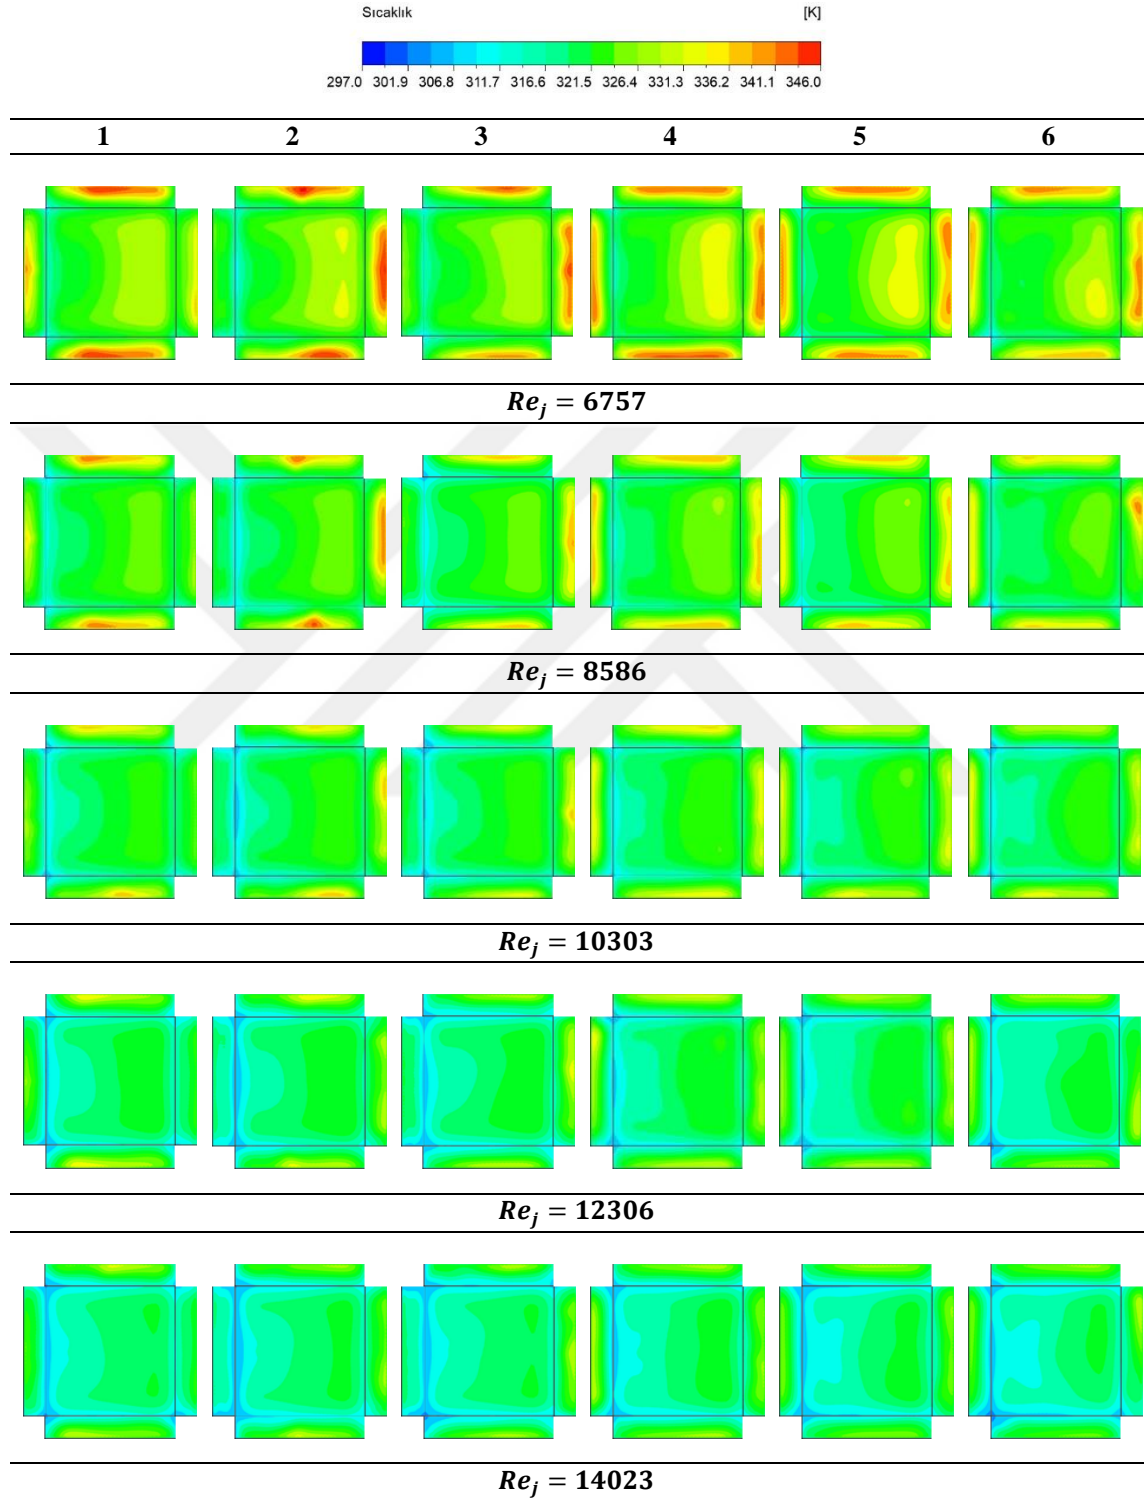 Sıcaklık [K]
297.0 301.9 306.8 311.7 316.6 321.5 326.4 331.3 336.2 341.1 346.0
1 2 3 4 5 6
Re_j = 6757
Re_j = 8586
Re_j = 10303
Re_j = 12306
Re_j = 14023